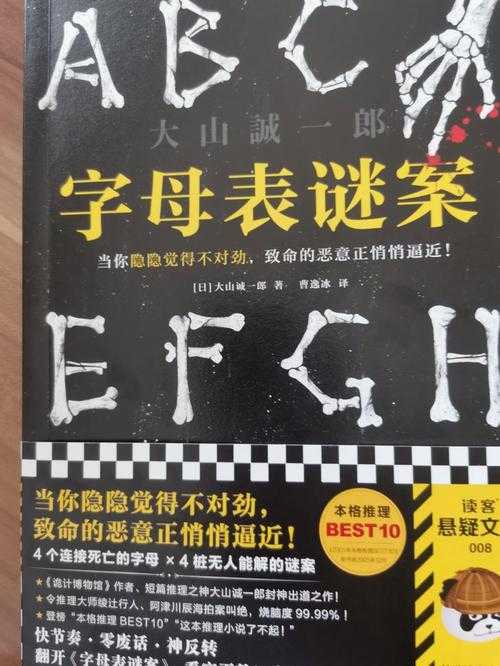 ABC
大山誠一郎
字母表谜案
当你隐隐觉得不对劲，致命的恶意正悄悄逼近！
[日]大山诚一郎 著 曹逸冰 译
EFGH
当你隐隐觉得不对劲，
致命的恶意正悄悄逼近！
4个连接死亡的字母×4桩无人能解的谜案
★《诡计博物馆》作者、短篇推理之神大山诚一郎封神出道之作！
★令推理大师绫辻行人、阿津川辰海拍案叫绝，烧脑度99.99%！
★登榜“本格推理BEST10”“这本推理小说了不起！”
快节奏·零废话·神反转
翻开《字母表谜案》
本格推理
BEST10
读客
悬疑文
008